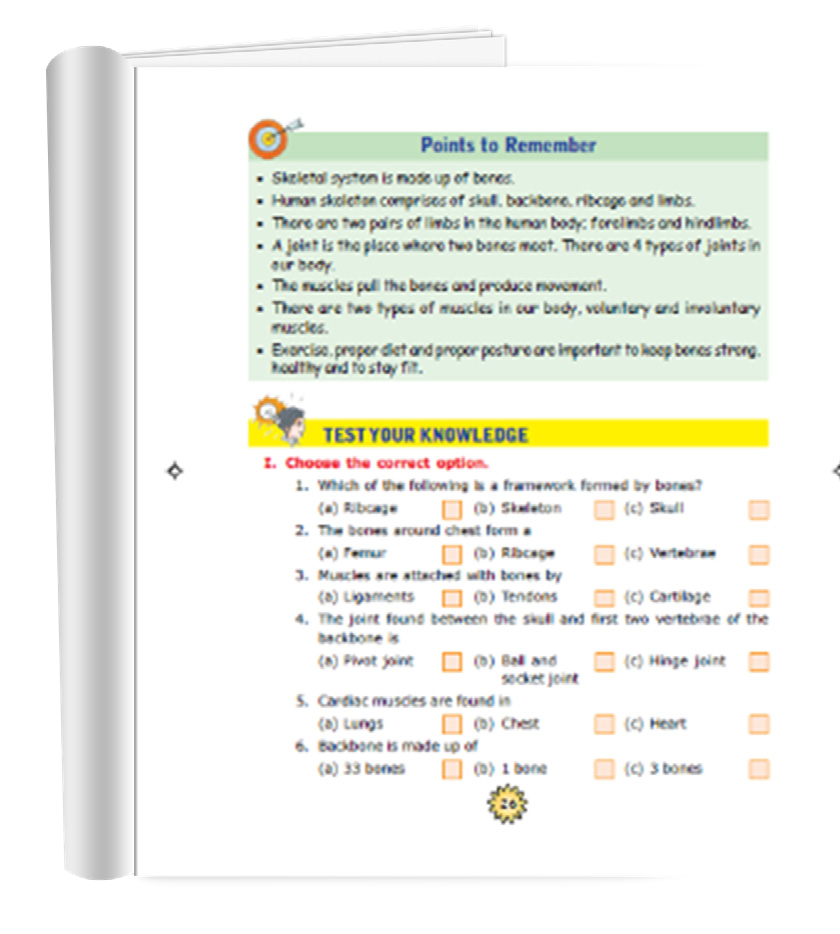 Points to Remember
• Skeletal system is made up of bones.
• Human skeleton comprises of skull, backbone, ribcage and limbs.
• There are two pairs of limbs in the human body; forelimbs and hindlimbs.
• A joint is the place where two bones meet. There are 4 types of joints in
our body.
• The muscles pull the bones and produce movement.
• There are two types of muscles in our body, voluntary and involuntary
muscles.
• Exercise, proper diet and proper posture are important to keep bones strong,
healthy and to stay fit.
TEST YOUR KNOWLEDGE
I. Choose the correct option.
1. Which of the following is a framework formed by bones?
(a) Ribcage (b) Skeleton (c) Skull
2. The bones around chest form a
(a) Femur (b) Ribcage (c) Vertebrae
3. Muscles are attached with bones by
(a) Ligaments (b) Tendons (c) Cartilage
4. The joint found between the skull and first two vertebrae of the
backbone is
(a) Pivot joint (b) Ball and (c) Hinge joint
socket joint
5. Cardiac muscles are found in
(a) Lungs (b) Chest (c) Heart
6. Backbone is made up of
(a) 33 bones (b) 1 bone (c) 3 bones
26